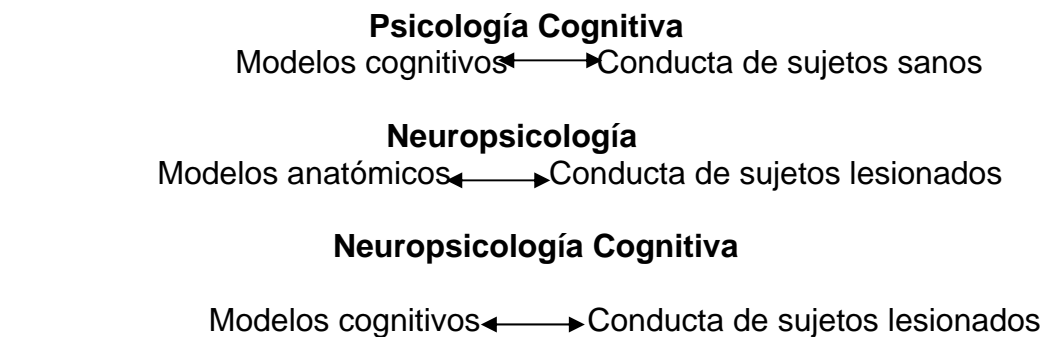 Psicología Cognitiva
Modelos cognitivos Conducta de sujetos sanos
Neuropsicología
Modelos anatómicos Conducta de sujetos lesionados
Neuropsicología Cognitiva
Modelos cognitivos Conducta de sujetos lesionados